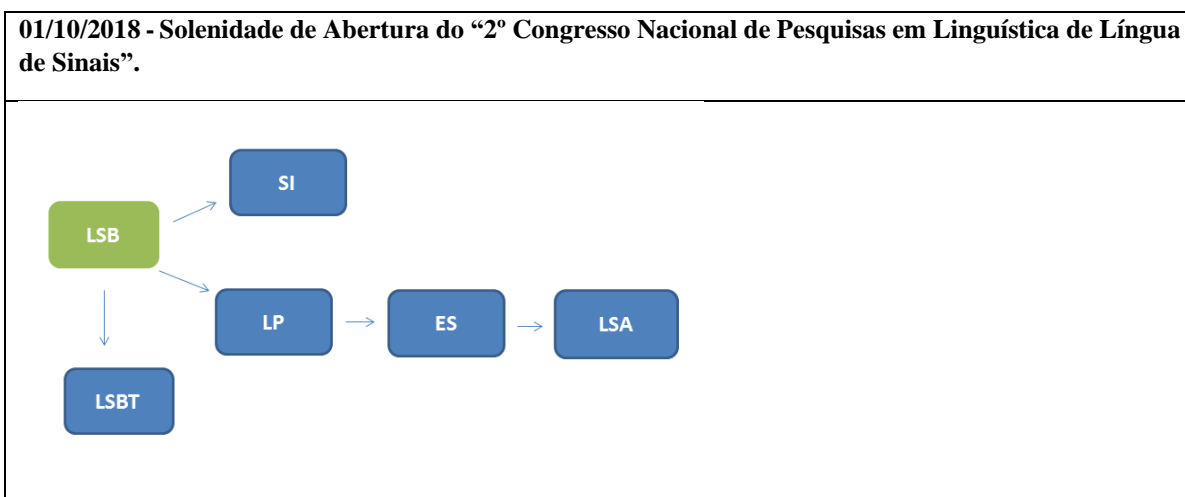 01/10/2018 - Solenidade de Abertura do “2º Congresso Nacional de Pesquisas em Linguística de Língua
de Sinais”.
SI
LSB
LP
ES
LSA
LSBT